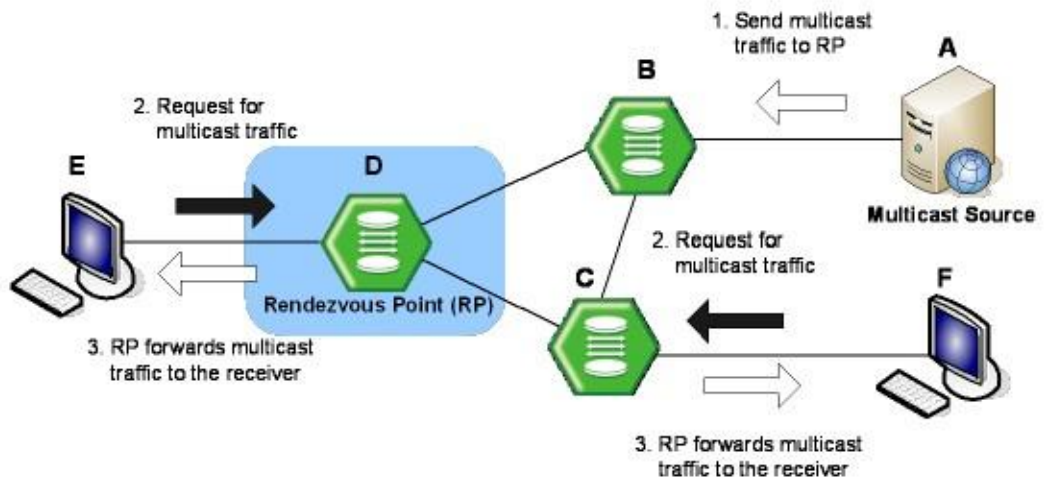 1. Send multicast
traffic to RP
A
B
2. Request for
multicast traffic
E
D
Multicast Source
2. Request for
multicast traffic
C
F
Rendezvous Point (RP)
3. RP forwards multicast
traffic to the receiver
3. RP forwards multicast
traffic to the receiver